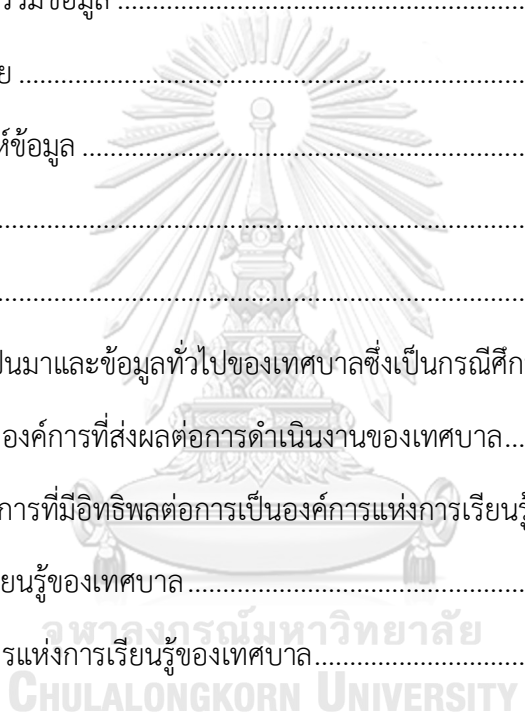 รวมข้อมูล ................................................................
ย ................................................................
ห์ข้อมูล ................................................................
................................................................
................................................................
ป็นมาและข้อมูลทั่วไปของเทศบาลซึ่งเป็นกรณีศึก
องค์การที่ส่งผลต่อการดำเนินงานของเทศบาล....
การที่มีอิทธิพลต่อการเป็นองค์การแห่งการเรียนรู้
ยนรู้ของเทศบาล ................................................
รแห่งการเรียนรู้ของเทศบาล................................
จุฬาลงกรณ์มหาวิทยาลัย
CHULALONGKORN UNIVERSITY